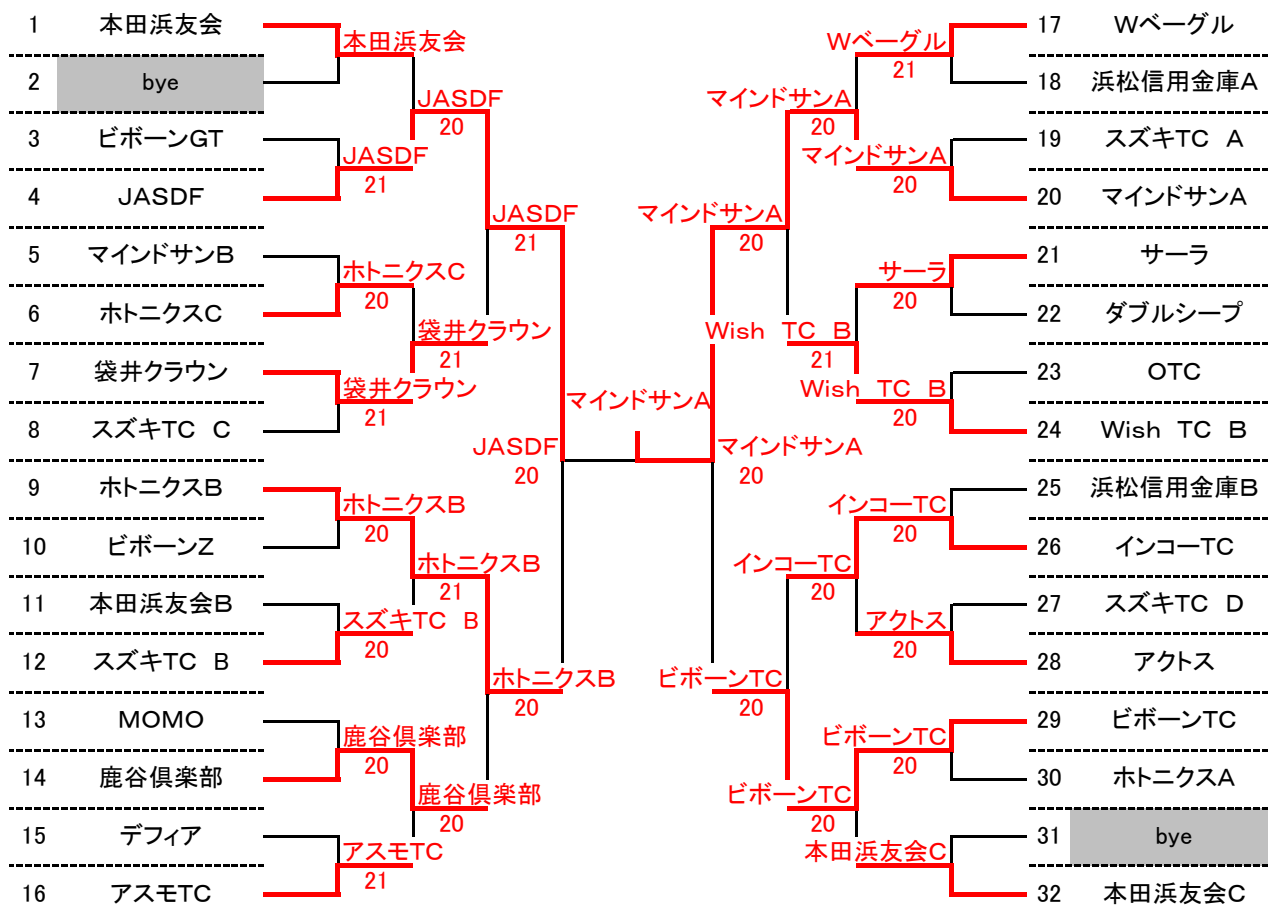 1 本田浜友会
2 bye
3 ビボーンGT
4 JASDF
5 マインドサンB
6 ホトニクスC
7 袋井クラウン
8 スズキTC C
9 ホトニクスB
10 ビボーンZ
11 本田浜友会B
12 スズキTC B
13 MOMO
14 鹿谷倶楽部
15 デフィア
16 アスモTC
本田浜友会
JASDF
21
ホトニクスC
20
袋井クラウン
21
ホトニクスB
20
スズキTC B
20
鹿谷倶楽部
20
アスモTC
21
JASDF
20
袋井クラウン
21
ホトニクスB
21
鹿谷倶楽部
20
JASDF
21
ホトニクスB
20
JASDF
20
マインドサンA
マインドサンA
20
マインドサンA
20
ビボーンTC
20
マインドサンA
20
Wish TC B
21
インコーTC
20
ビボーンTC
20
Wベーグル
21
マインドサンA
20
サーラ
20
Wish TC B
20
インコーTC
20
アクトス
20
ビボーンTC
20
本田浜友会C
17 Wベーグル
18 浜松信用金庫A
19 スズキTC A
20 マインドサンA
21 サーラ
22 ダブルシープ
23 OTC
24 Wish TC B
25 浜松信用金庫B
26 インコーTC
27 スズキTC D
28 アクトス
29 ビボーンTC
30 ホトニクスA
31 bye
32 本田浜友会C